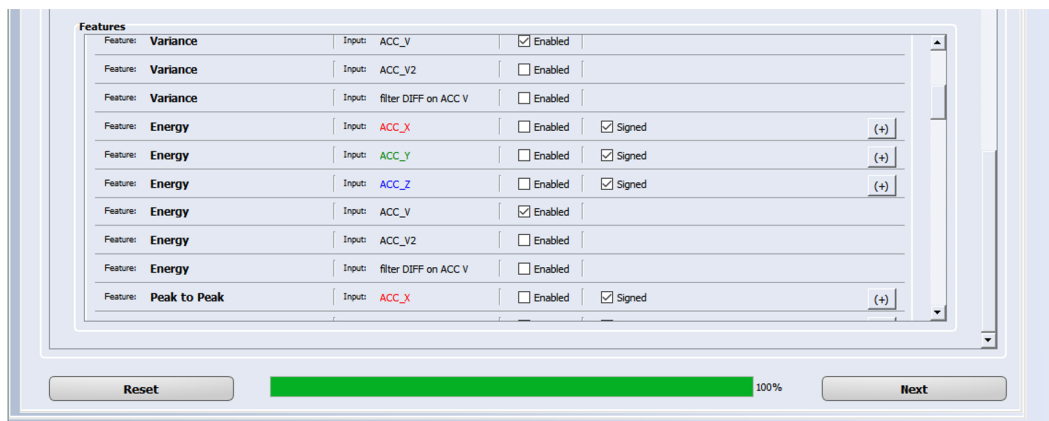 Features
Feature: Variance Input: ACC_V Enabled
Feature: Variance Input: ACC_V2 Enabled
Feature: Variance Input: filter DIFF on ACC V Enabled
Feature: Energy Input: ACC_X Enabled Signed (+)
Feature: Energy Input: ACC_Y Enabled Signed (+)
Feature: Energy Input: ACC_Z Enabled Signed (+)
Feature: Energy Input: ACC_V Enabled
Feature: Energy Input: ACC_V2 Enabled
Feature: Energy Input: filter DIFF on ACC V Enabled
Feature: Peak to Peak Input: ACC_X Enabled Signed (+)
Reset 100% Next